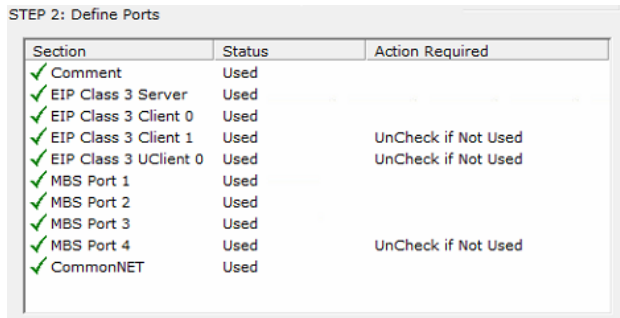 STEP 2: Define Ports
Section Status Action Required
Comment Used
EIP Class 3 Server Used
EIP Class 3 Client 0 Used
EIP Class 3 Client 1 Used UnCheck if Not Used
EIP Class 3 UClient 0 Used UnCheck if Not Used
MBS Port 1 Used
MBS Port 2 Used
MBS Port 3 Used
MBS Port 4 Used UnCheck if Not Used
CommonNET Used